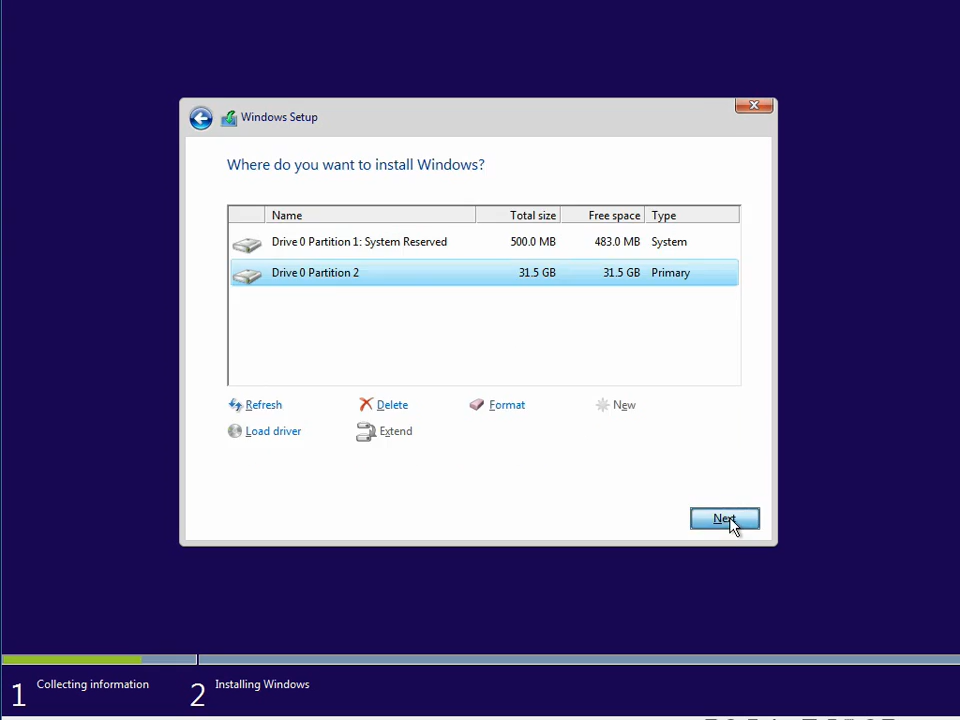 Windows Setup
Where do you want to install Windows?
Name Total size Free space Type
Drive 0 Partition 1: System Reserved 500.0 MB 483.0 MB System
Drive 0 Partition 2 31.5 GB 31.5 GB Primary
Refresh Delete Format New
Load driver Extend
Next
1 Collecting information 2 Installing Windows